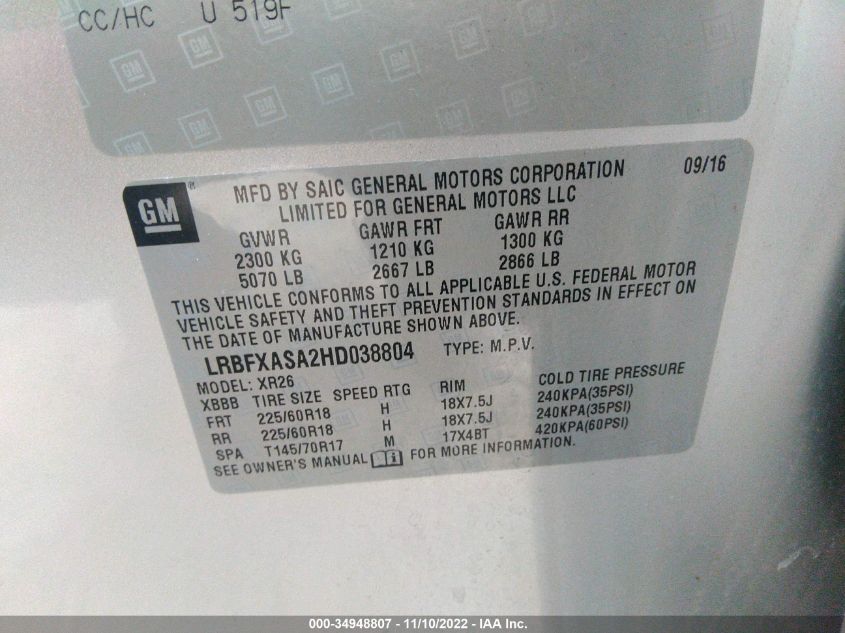 CC/HC U 519F
GM
MFD BY SAIC GENERAL MOTORS CORPORATION 09/16
LIMITED FOR GENERAL MOTORS LLC
GVWR GAWR FRT GAWR RR
2300 KG 1210 KG 1300 KG
5070 LB 2667 LB 2866 LB
THIS VEHICLE CONFORMS TO ALL APPLICABLE U.S. FEDERAL MOTOR
VEHICLE SAFETY AND THEFT PREVENTION STANDARDS IN EFFECT ON
THE DATE OF MANUFACTURE SHOWN ABOVE.
LRBFXASA2HD038804 TYPE: M.P.V.
MODEL: XR26
XBBB TIRE SIZE SPEED RTG RIM COLD TIRE PRESSURE
FRT 225/60R18 H 18X7.5J 240KPA(35PSI)
RR 225/60R18 H 18X7.5J 240KPA(35PSI)
SPA T145/70R17 M 17X4BT 420KPA(60PSI)
SEE OWNER'S MANUAL i FOR MORE INFORMATION.
000-34948807 - 11/10/2022 - IAA Inc.